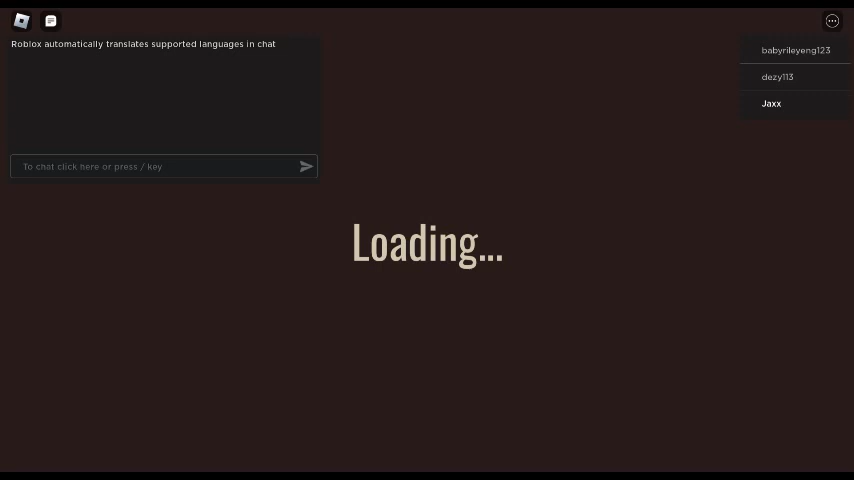 Roblox automatically translates supported languages in chat
babyrileyeng123
dezy113
Jaxx
To chat click here or press / key
Loading...